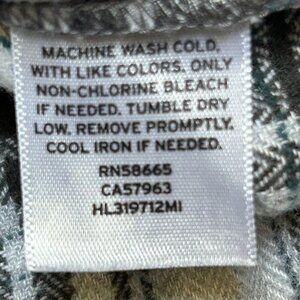 MACHINE WASH COLD,
WITH LIKE COLORS. ONLY
NON-CHLORINE BLEACH
IF NEEDED. TUMBLE DRY
LOW. REMOVE PROMPTLY.
COOL IRON IF NEEDED.
RN58665
CA57963
HL319712MI